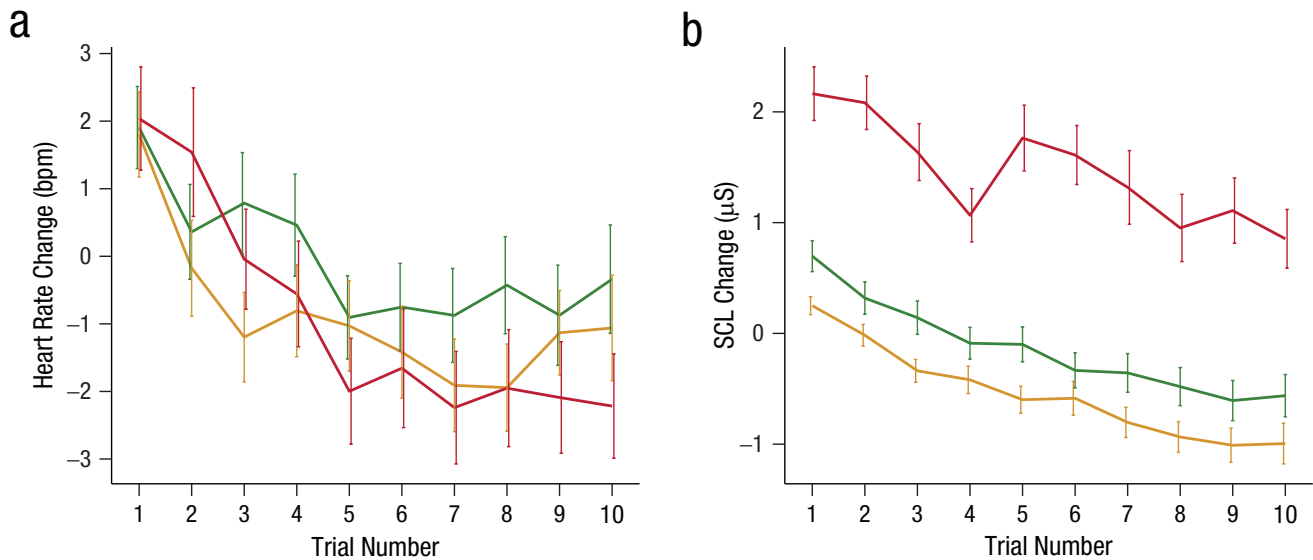 a
3
2
1
0
–1
–2
–3
Heart Rate Change (bpm)
1 2 3 4 5 6 7 8 9 10
Trial Number
b
2
1
0
–1
SCL Change (μS)
1 2 3 4 5 6 7 8 9 10
Trial Number